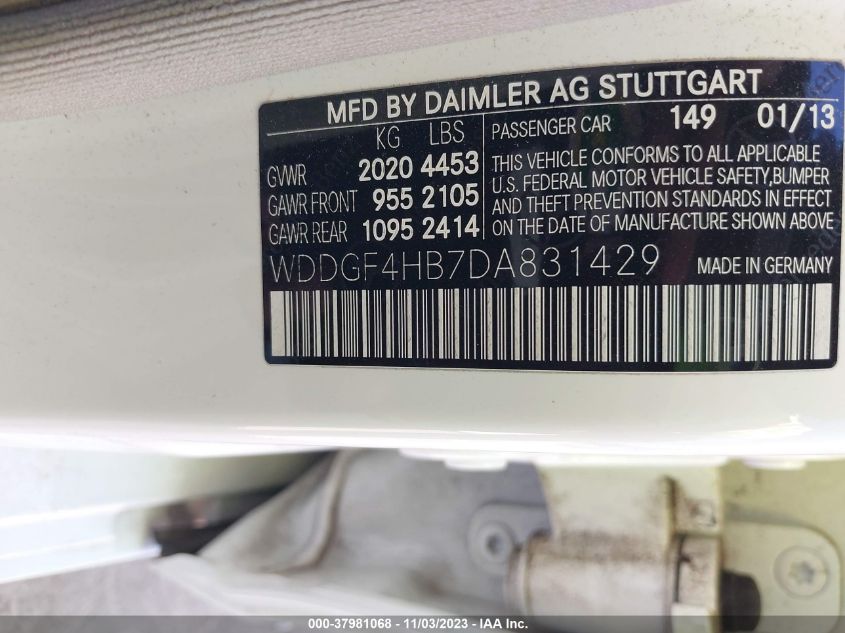 MFD BY DAIMLER AG STUTTGART
KG LBS
GVWR 2020 4453
GAWR FRONT 955 2105
GAWR REAR 1095 2414
PASSENGER CAR 149 01/13
THIS VEHICLE CONFORMS TO ALL APPLICABLE
U.S. FEDERAL MOTOR VEHICLE SAFETY,BUMPER
AND THEFT PREVENTION STANDARDS IN EFFECT
ON THE DATE OF MANUFACTURE SHOWN ABOVE
WDDGF4HB7DA831429 MADE IN GERMANY
000-37981068 - 11/03/2023 - IAA Inc.